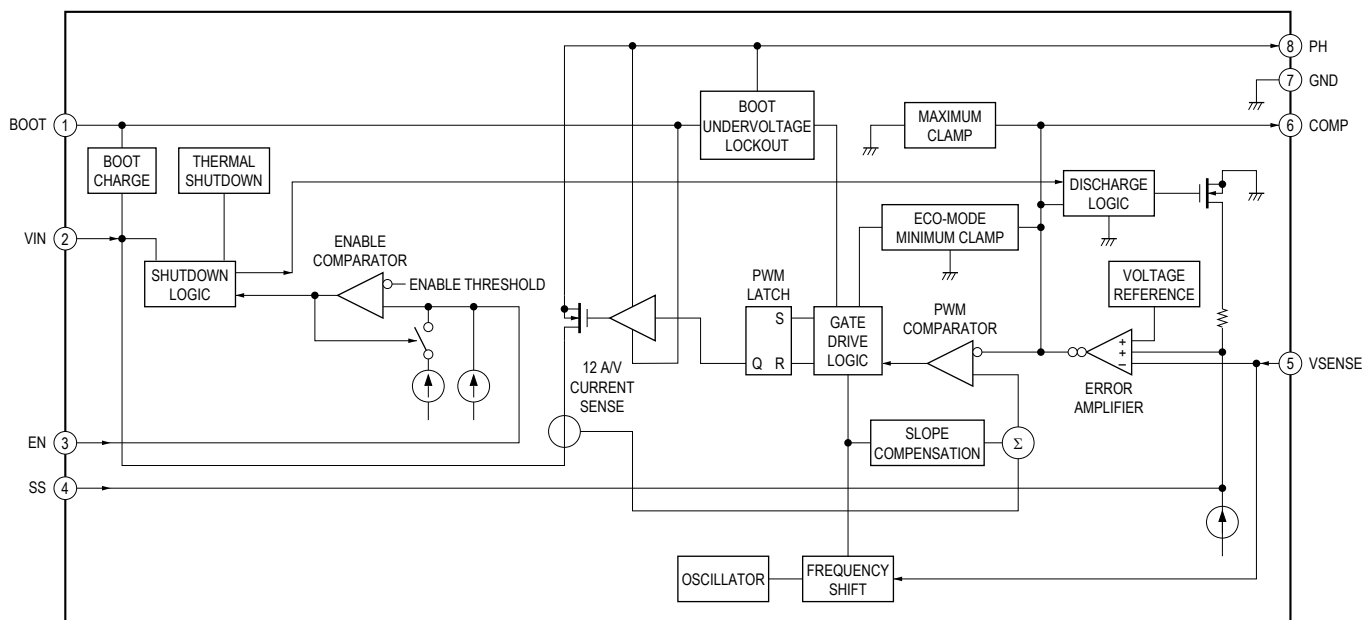 8 PH
7 GND
BOOT 1
BOOT
UNDERVOLTAGE
LOCKOUT
MAXIMUM
CLAMP
6 COMP
BOOT
CHARGE
THERMAL
SHUTDOWN
DISCHARGE
LOGIC
VIN 2
ENABLE
COMPARATOR
ECO-MODE
MINIMUM CLAMP
SHUTDOWN
LOGIC
ENABLE THRESHOLD
PWM
LATCH
S
Q R
GATE
DRIVE
LOGIC
PWM
COMPARATOR
VOLTAGE
REFERENCE
+
+
−
ERROR
AMPLIFIER
5 VSENSE
12 A/V
CURRENT
SENSE
EN 3
SLOPE
COMPENSATION
Σ
SS 4
OSCILLATOR
FREQUENCY
SHIFT